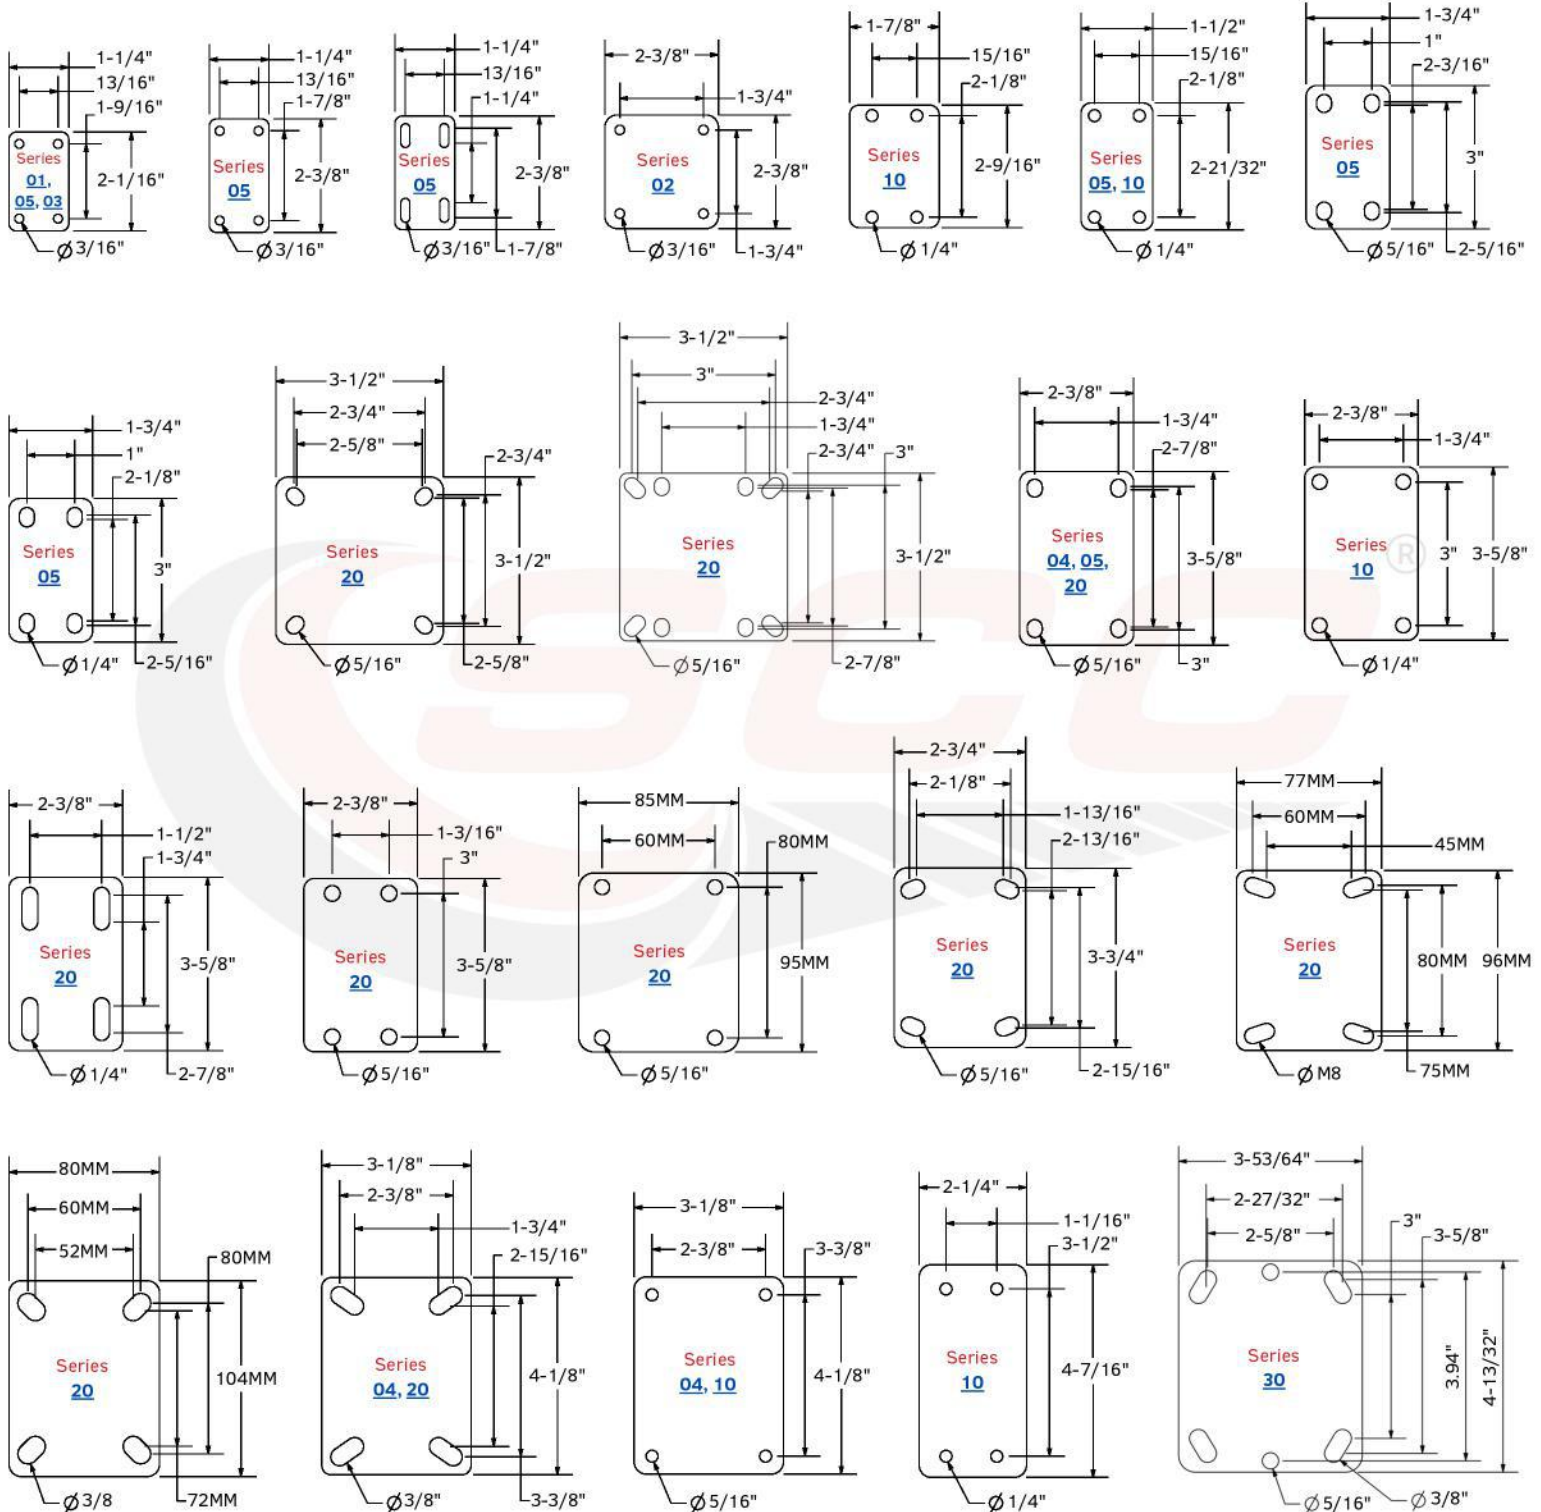 1-1/4"
13/16"
1-9/16"
Series
01,
05, 03
2-1/16"
Ø3/16"
1-1/4"
13/16"
1-7/8"
Series
05
2-3/8"
Ø3/16"
1-1/4"
13/16"
1-1/4"
Series
05
2-3/8"
Ø3/16"
1-7/8"
2-3/8"
1-3/4"
Series
02
2-3/8"
Ø3/16"
1-3/4"
1-7/8"
15/16"
2-1/8"
Series
10
2-9/16"
Ø1/4"
1-1/2"
15/16"
2-1/8"
Series
05, 10
2-21/32"
Ø1/4"
1-3/4"
1"
2-3/16"
Series
05
3"
Ø5/16"
2-5/16"
1-3/4"
1"
2-1/8"
Series
05
3"
Ø1/4"
2-5/16"
3-1/2"
2-3/4"
2-5/8"
2-3/4"
Series
20
3-1/2"
Ø5/16"
2-5/8"
3-1/2"
3"
2-3/4"
1-3/4"
2-3/4"
3"
Series
20
3-1/2"
Ø5/16"
2-7/8"
2-3/8"
1-3/4"
2-7/8"
Series
04, 05,
20
3-5/8"
Ø5/16"
3"
2-3/8"
1-3/4"
Series
10
3"
3-5/8"
Ø1/4"
SCC®
2-3/8"
1-1/2"
1-3/4"
Series
20
3-5/8"
Ø1/4"
2-7/8"
2-3/8"
1-3/16"
3"
Series
20
3-5/8"
Ø5/16"
85MM
60MM
80MM
Series
20
95MM
Ø5/16"
2-3/4"
2-1/8"
1-13/16"
2-13/16"
Series
20
3-3/4"
Ø5/16"
2-15/16"
77MM
60MM
45MM
Series
20
80MM
96MM
ØM8
75MM
80MM
60MM
52MM
80MM
Series
20
104MM
Ø3/8
72MM
3-1/8"
2-3/8"
1-3/4"
2-15/16"
Series
04, 20
4-1/8"
Ø3/8"
3-3/8"
3-1/8"
2-3/8"
3-3/8"
Series
04, 10
4-1/8"
Ø5/16"
2-1/4"
1-1/16"
3-1/2"
Series
10
4-7/16"
Ø1/4"
3-53/64"
2-27/32"
2-5/8"
3"
3-5/8"
Series
30
3.94"
4-13/32"
Ø5/16"
Ø3/8"